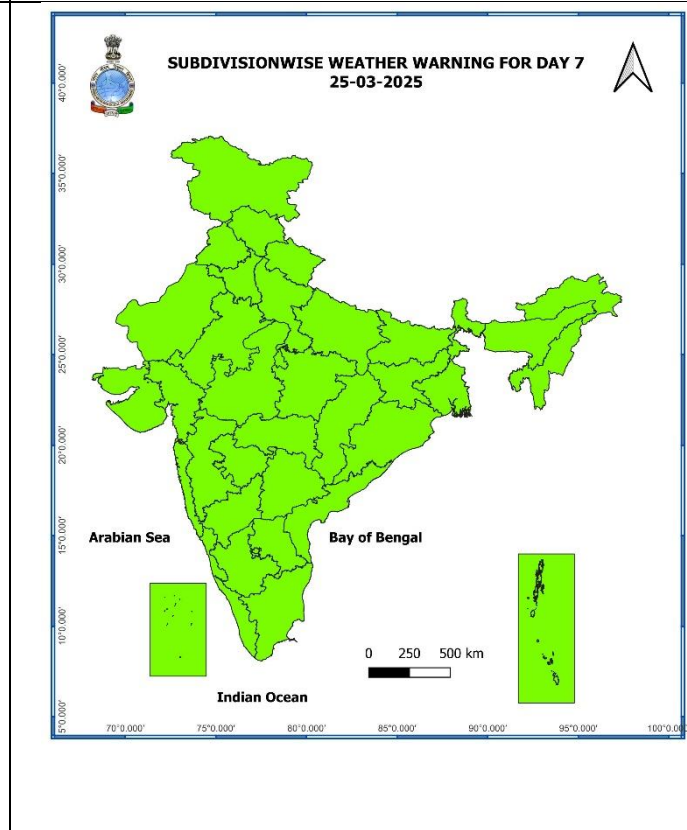 SUBDIVISIONWISE WEATHER WARNING FOR DAY 7
25-03-2025
40°0.000'
35°0.000'
30°0.000'
25°0.000'
20°0.000'
15°0.000'
10°0.000'
5°0.000'
Arabian Sea
Bay of Bengal
0 250 500 km
Indian Ocean
70°0.000' 75°0.000' 80°0.000' 85°0.000' 90°0.000' 95°0.000'